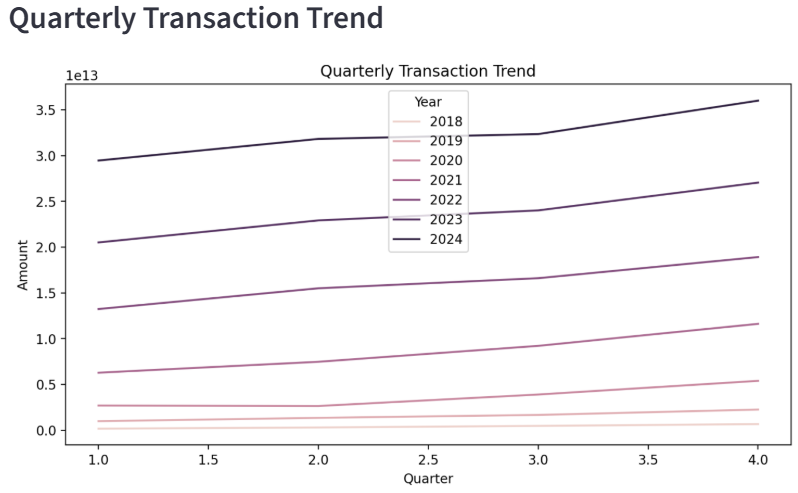 Quarterly Transaction Trend
Quarterly Transaction Trend
1e13
Year
2018
2019
2020
2021
2022
2023
2024
3.5
3.0
2.5
2.0
1.5
1.0
0.5
0.0
Amount
1.0 1.5 2.0 2.5 3.0 3.5 4.0
Quarter